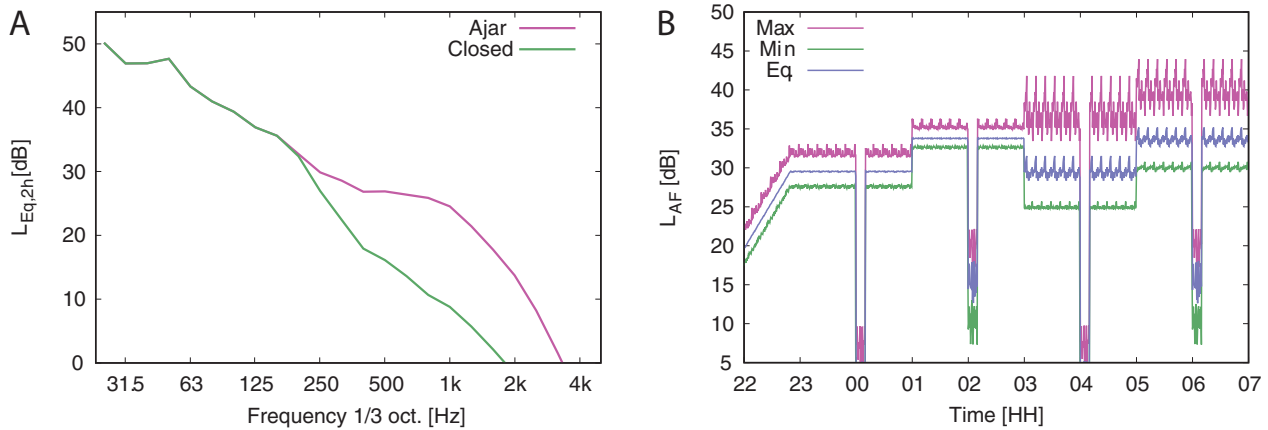 A
L_Eq,2h [dB]
50
40
30
20
10
0
Ajar
Closed
31.5 63 125 250 500 1k 2k 4k
Frequency 1/3 oct. [Hz]
B
L_AF [dB]
50
45
40
35
30
25
20
15
10
5
Max
Min
Eq.
22 23 00 01 02 03 04 05 06 07
Time [HH]